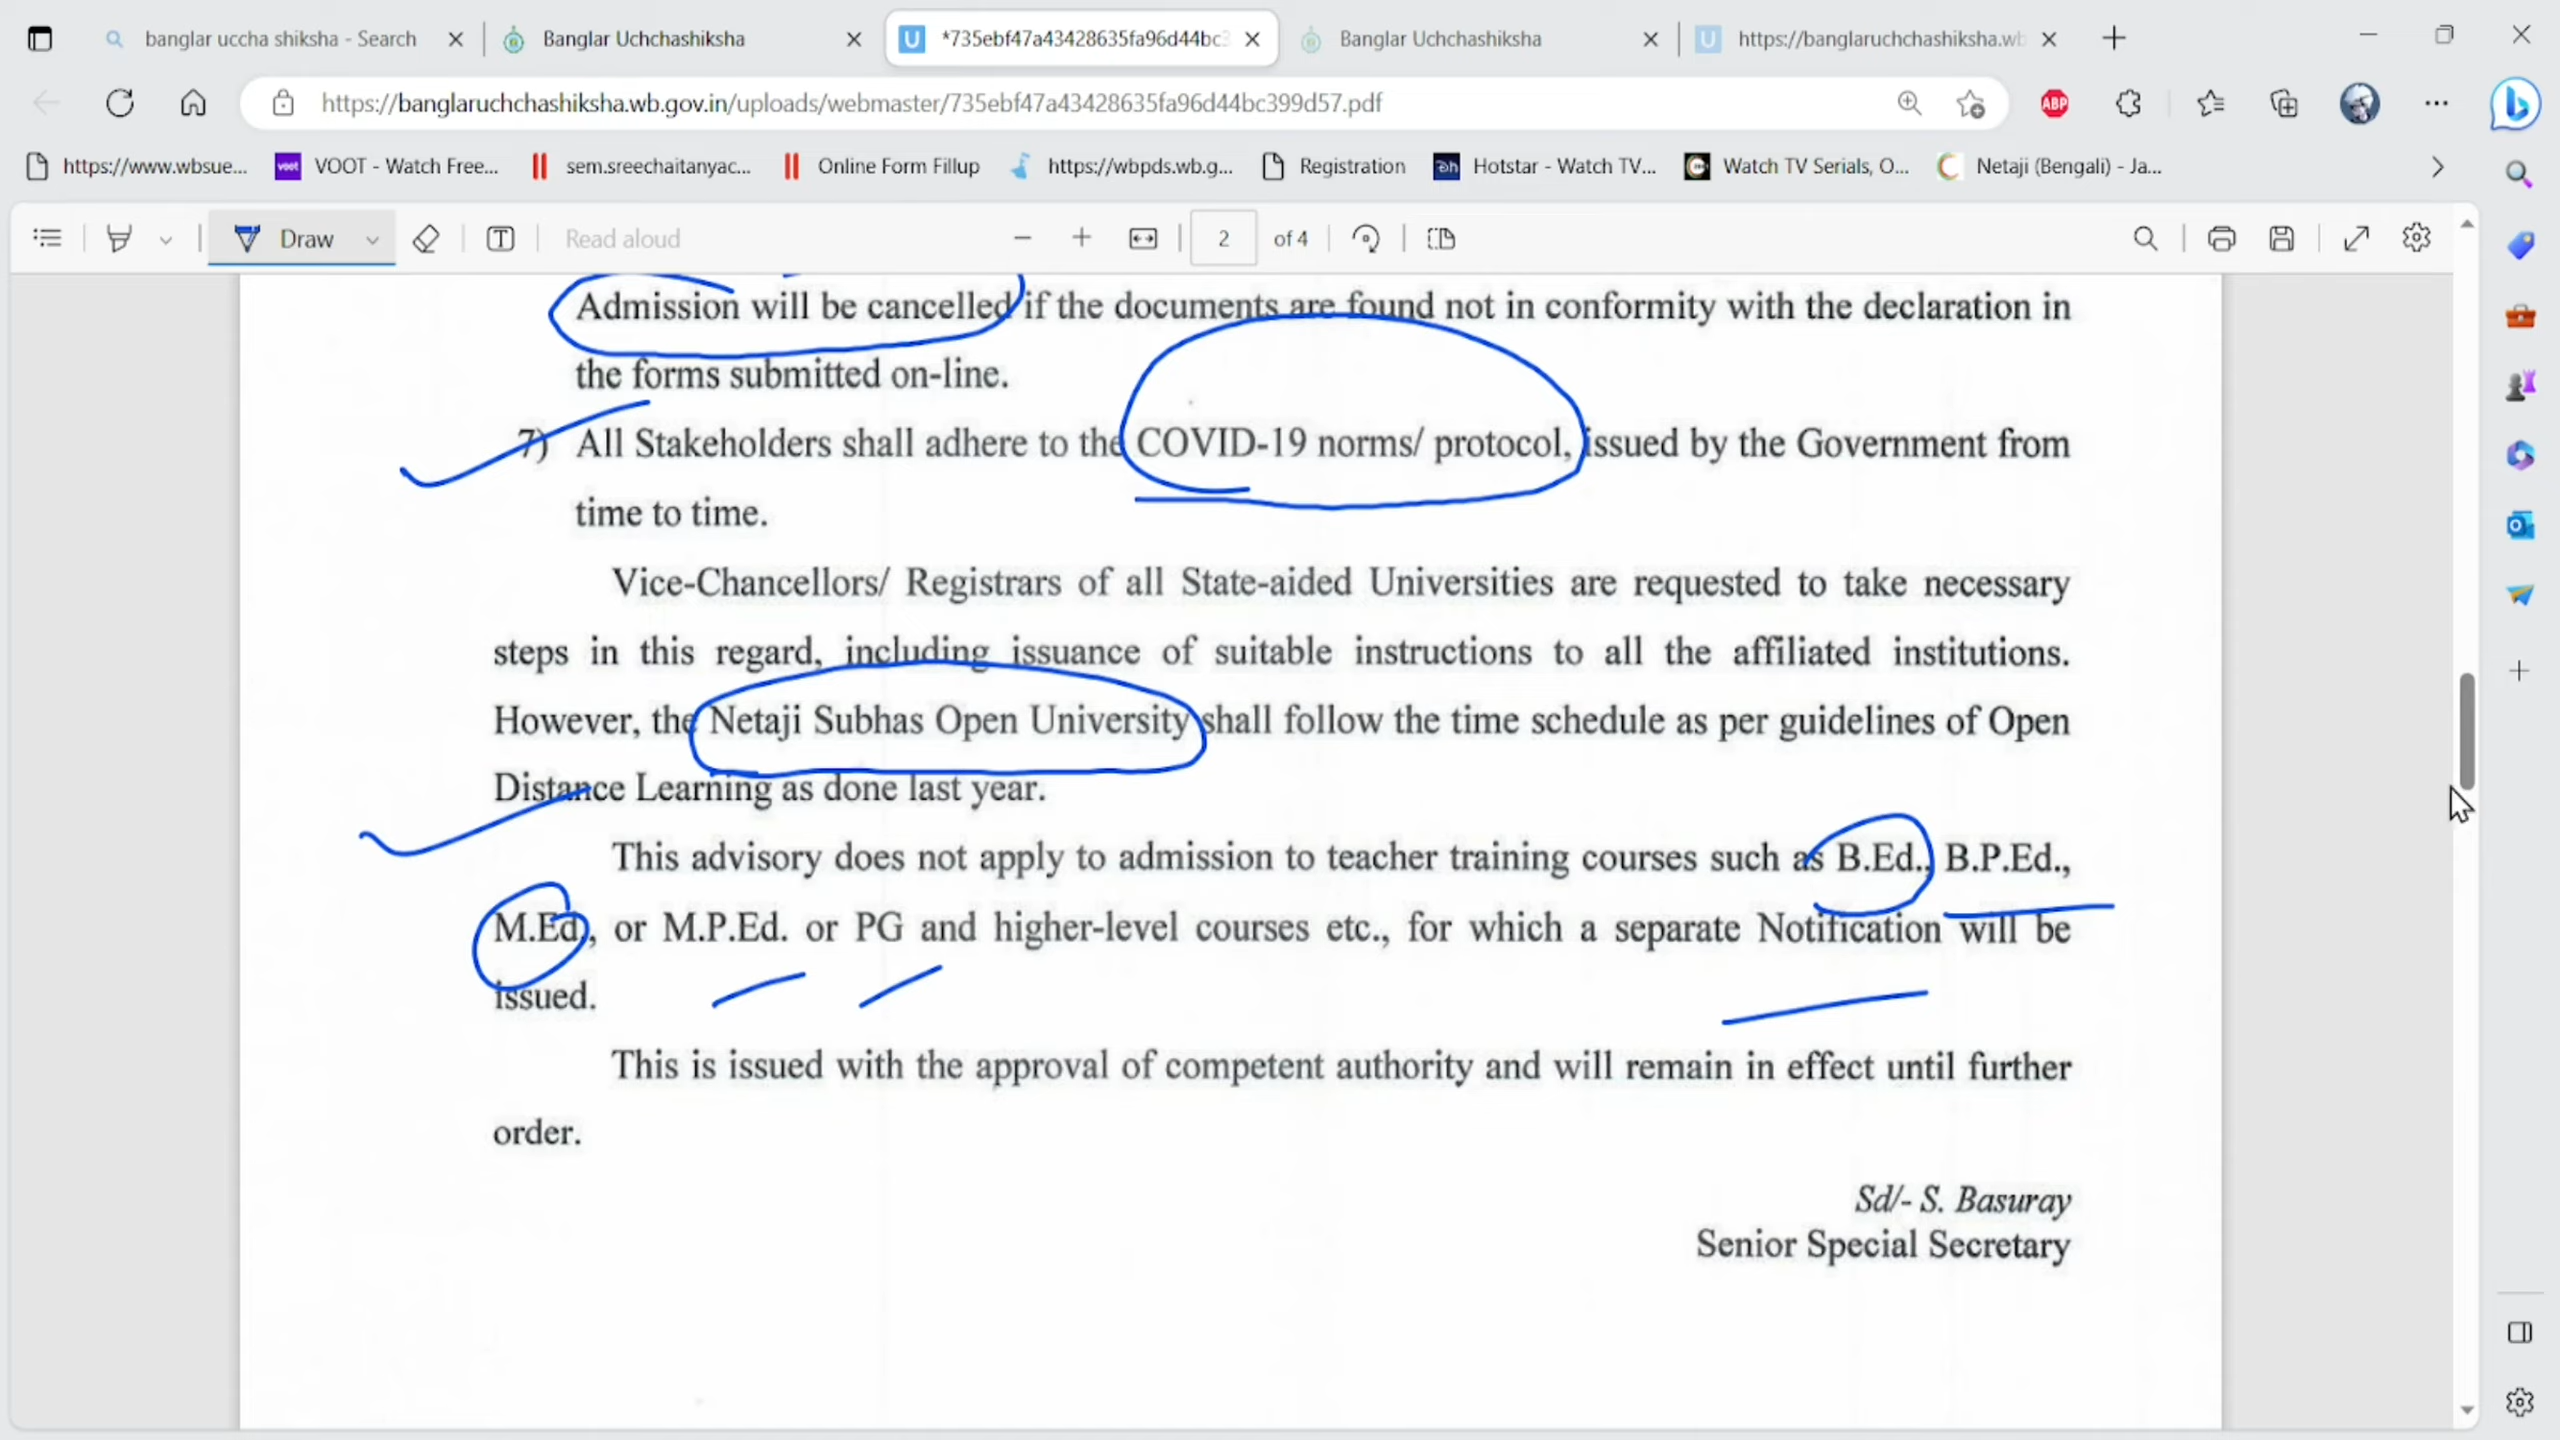 banglar uccha shiksha - Search
Banglar Uchchashiksha
*735ebf47a43428635fa96d44bc3
Banglar Uchchashiksha
https://banglaruchchashiksha.wb
https://banglaruchchashiksha.wb.gov.in/uploads/webmaster/735ebf47a43428635fa96d44bc399d57.pdf
ABP
https://www.wbsue...
voot
VOOT - Watch Free...
sem.sreechaitanyac...
Online Form Fillup
https://wbpds.wb.g...
Registration
Hotstar - Watch TV...
Watch TV Serials, O...
Netaji (Bengali) - Ja...
Draw
Read aloud
2 of 4
Admission will be cancelled if the documents are found not in conformity with the declaration in
the forms submitted on-line.
7) All Stakeholders shall adhere to the COVID-19 norms/ protocol, issued by the Government from
time to time.
Vice-Chancellors/ Registrars of all State-aided Universities are requested to take necessary
steps in this regard, including issuance of suitable instructions to all the affiliated institutions.
However, the Netaji Subhas Open University shall follow the time schedule as per guidelines of Open
Distance Learning as done last year.
This advisory does not apply to admission to teacher training courses such as B.Ed., B.P.Ed.,
M.Ed., or M.P.Ed. or PG and higher-level courses etc., for which a separate Notification will be
issued.
This is issued with the approval of competent authority and will remain in effect until further
order.
Sd/- S. Basuray
Senior Special Secretary